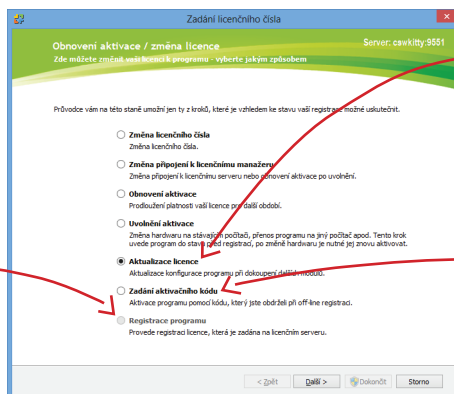 Zadání licenčního čísla
x
Obnovení aktivace / změna licence
Server: cswkitty:9551
Zde můžete změnit vaši licenci k programu - vyberte jakým způsobem
Průvodce vám na této staně umožní jen ty z kroků, které je vzhledem ke stavu vaší registrace možné uskutečnit.
Změna licenčního čísla
Změna licenčního čísla.
Změna připojení k licenčnímu manažeru
Změna připojení k licenčnímu serveru nebo obnovení aktivace po uvolnění.
Obnovení aktivace
Prodloužení platnosti vaší licence pro další období.
Uvolnění aktivace
Změna hardwaru na stávajícím počítači, přenos programu na jiný počítač apod. Tento krok
uvede program do stavu před registrací, po změně hardwaru je nutné jej znovu aktivovat.
Aktualizace licence
Aktualizace konfigurace programu při dokoupení dalších modulů.
Zadání aktivačního kódu
Aktivace programu pomocí kódu, který jste obdrželi při off-line registraci.
Registrace programu
Provede registraci licence, která je zadána na licenčním serveru.
< Zpět
Další >
Dokončit
Storno